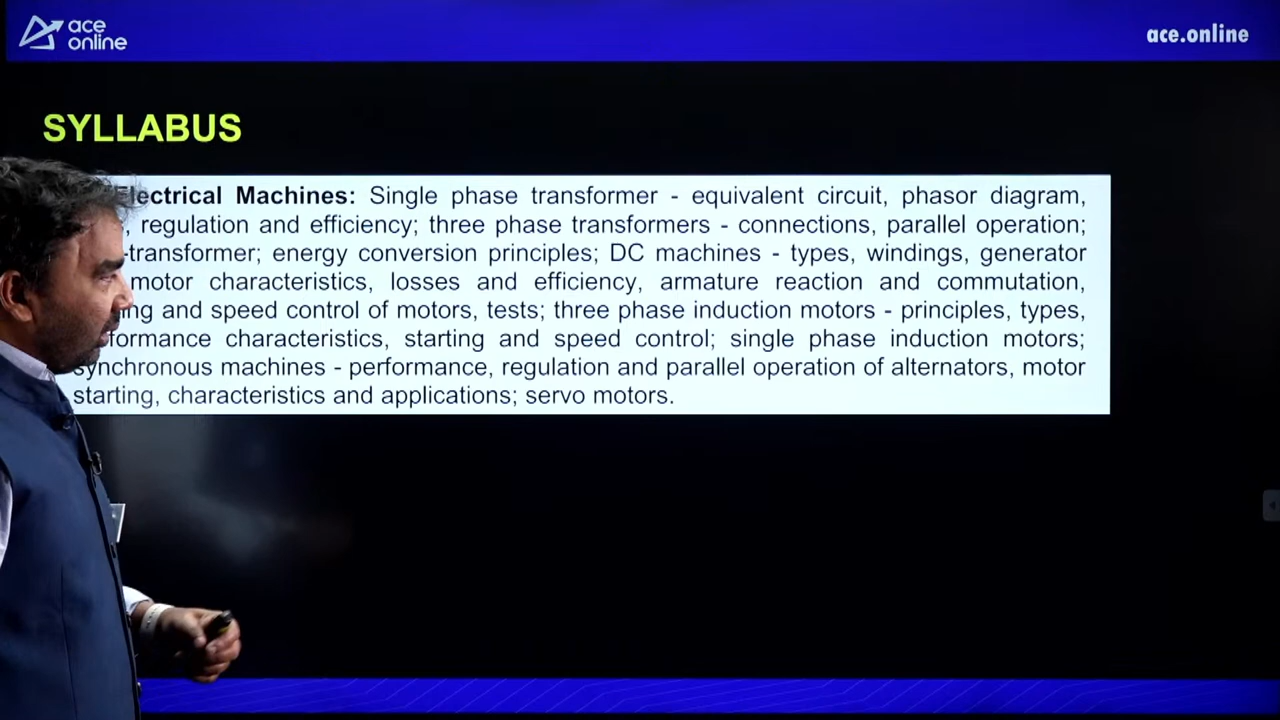 ace
online
ace.online
SYLLABUS
Electrical Machines: Single phase transformer - equivalent circuit, phasor diagram,
, regulation and efficiency; three phase transformers - connections, parallel operation;
-transformer; energy conversion principles; DC machines - types, windings, generator
motor characteristics, losses and efficiency, armature reaction and commutation,
and speed control of motors, tests; three phase induction motors - principles, types,
characteristics, starting and speed control; single phase induction motors;
synchronous machines - performance, regulation and parallel operation of alternators, motor
starting, characteristics and applications; servo motors.